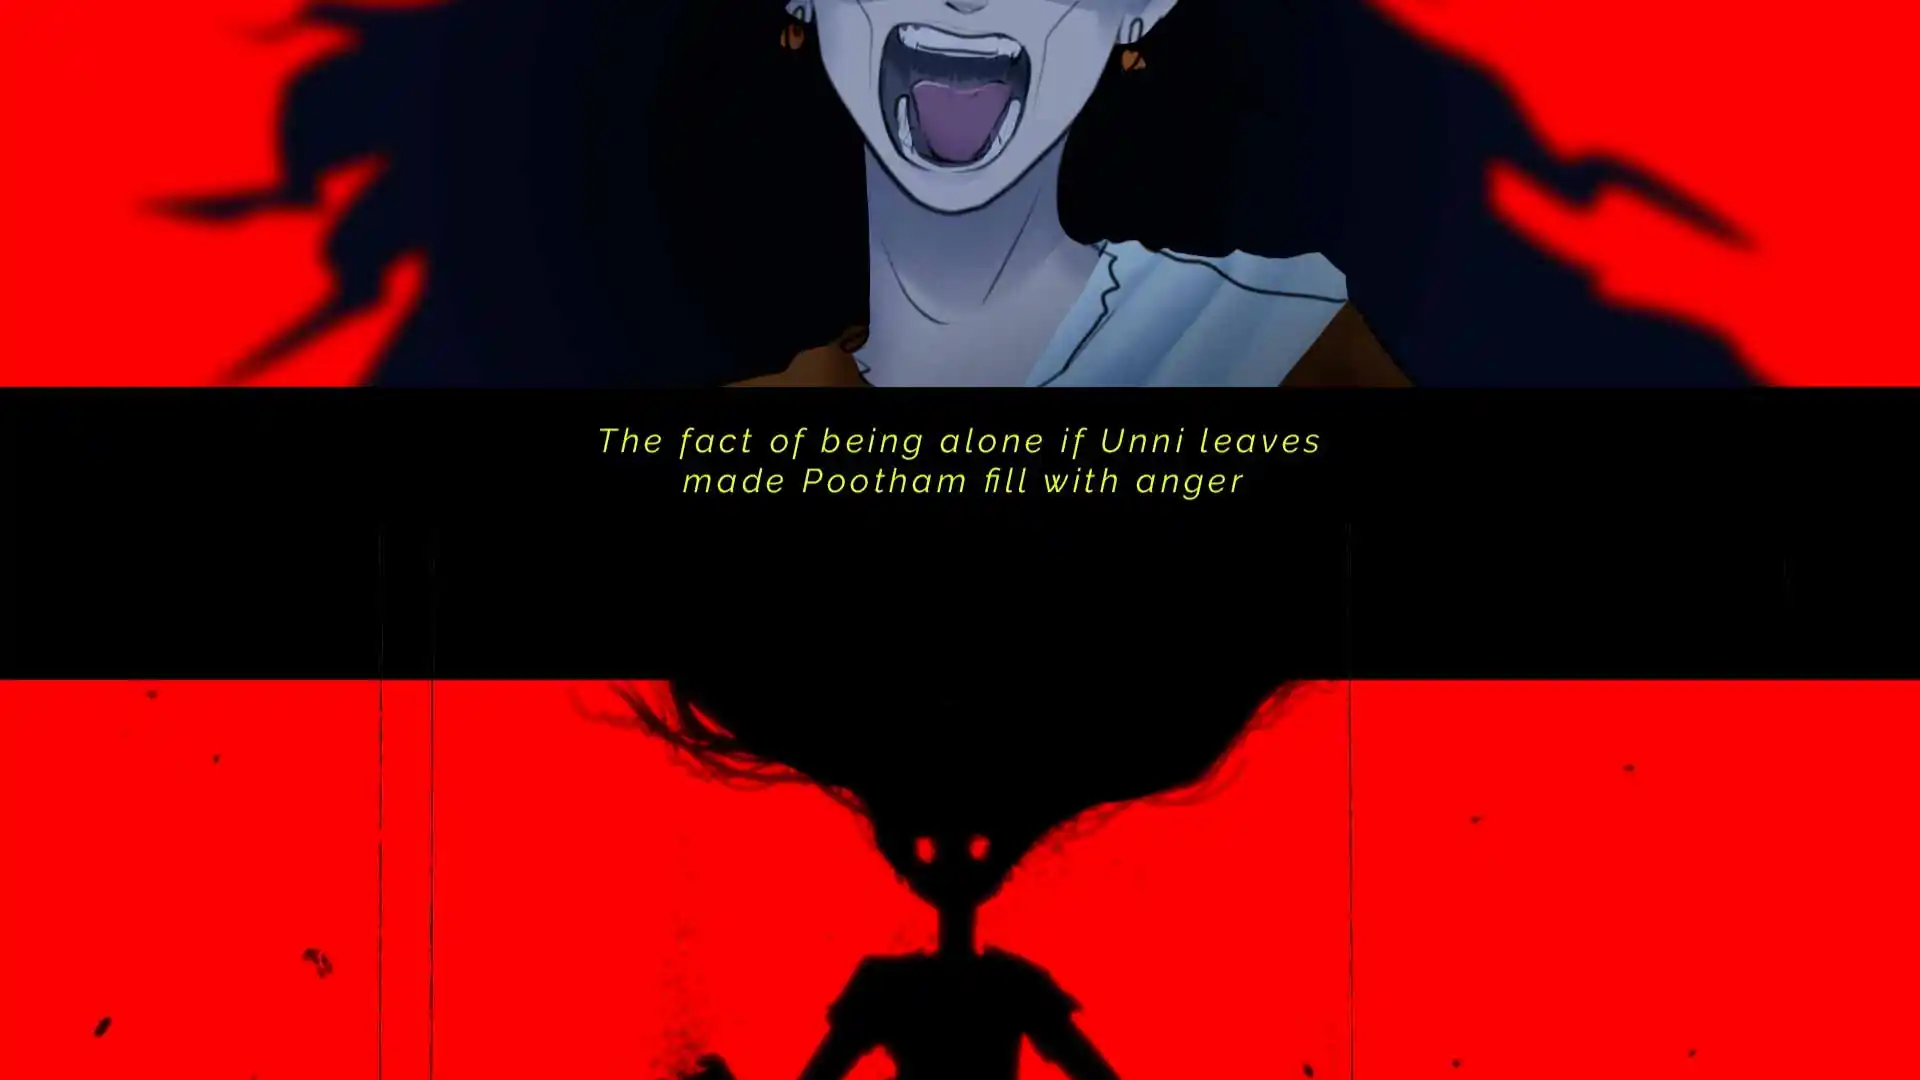 The fact of being alone if Unni leaves
made Pootham fill with anger